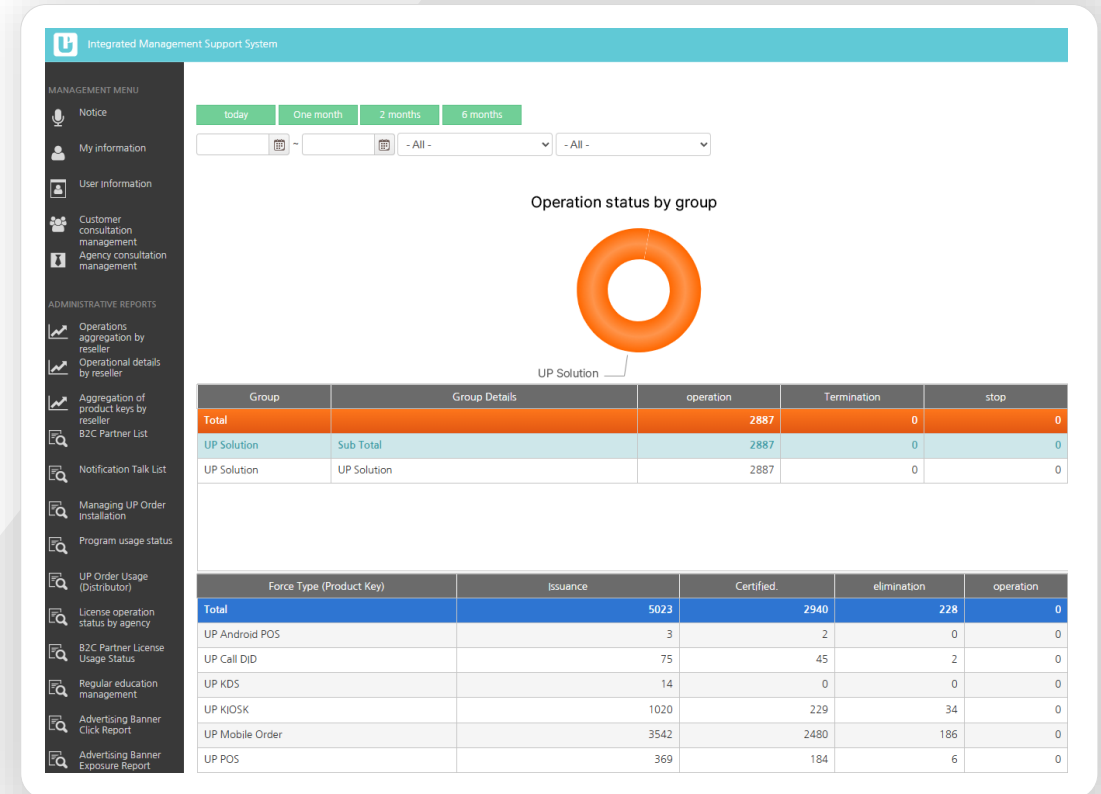 Integrated Management Support System
MANAGEMENT MENU
Notice
My information
User Information
Customer
consultation
management
Agency consultation
management
ADMINISTRATIVE REPORTS
Operations
aggregation by
reseller
Operational details
by reseller
Aggregation of
product keys by
reseller
B2C Partner List
Notification Talk List
Managing UP Order
Installation
Program usage status
UP Order Usage
(Distributor)
License operation
status by agency
B2C Partner License
Usage Status
Regular education
management
Advertising Banner
Click Report
Advertising Banner
Exposure Report
today One month 2 months 6 months
~ - All - - All -
Operation status by group
UP Solution
Group Group Details operation Termination stop
Total 2887 0 0
UP Solution Sub Total 2887 0 0
UP Solution UP Solution 2887 0 0
Force Type (Product Key) Issuance Certified. elimination operation
Total 5023 2940 228 0
UP Android POS 3 2 0 0
UP Call DID 75 45 2 0
UP KDS 14 0 0 0
UP KIOSK 1020 229 34 0
UP Mobile Order 3542 2480 186 0
UP POS 369 184 6 0